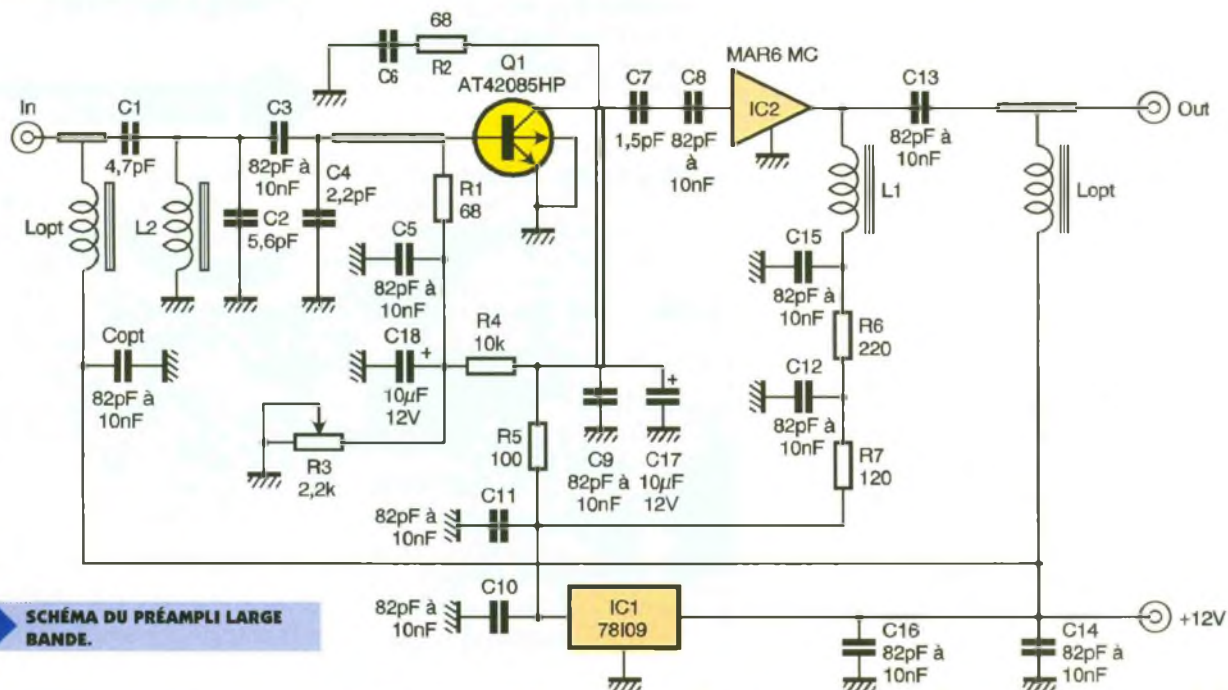 68
C6
R2
Q1
AT42085HP
MAR6 MC
In
C1
4,7pF
C3
82pF à
10nF
C4
2,2pF
C7
1,5pF
C8
82pF
à
10nF
IC2
C13
82pF à
10nF
Out
Lopt
L2
C2
5,6pF
R1
68
C5
82pF à
10nF
L1
Lopt
C15
82pF à
10nF
R6
220
Copt
82pF à
10nF
C18
+
10µF
12V
R4
10k
C12
82pF à
10nF
R7
120
R3
2,2k
R5
100
C9
82pF à
10nF
+
C17
10µF
12V
C11
82pF à
10nF
C10
82pF à
10nF
IC1
78l09
C16
82pF à
10nF
C14
82pF à
10nF
+12V
SCHÉMA DU PRÉAMPLI LARGE
BANDE.